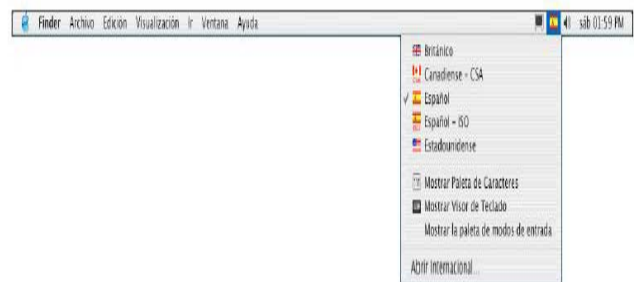 Finder Archivo Edición Visualización Ir Ventana Ayuda sáb 01:59 PM
Británico
Canadiense - CSA
✓ Español
Español - ISO
Estadounidense
Mostrar Paleta de Caracteres
Mostrar Visor de Teclado
Mostrar la paleta de modos de entrada
Abrir Internacional...